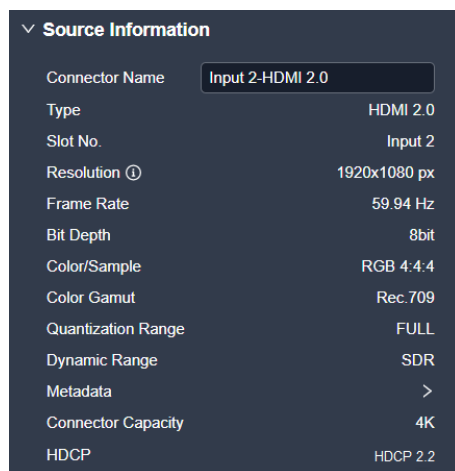 Source Information
Connector Name Input 2-HDMI 2.0
Type HDMI 2.0
Slot No. Input 2
Resolution ⓘ 1920x1080 px
Frame Rate 59.94 Hz
Bit Depth 8bit
Color/Sample RGB 4:4:4
Color Gamut Rec.709
Quantization Range FULL
Dynamic Range SDR
Metadata >
Connector Capacity 4K
HDCP HDCP 2.2